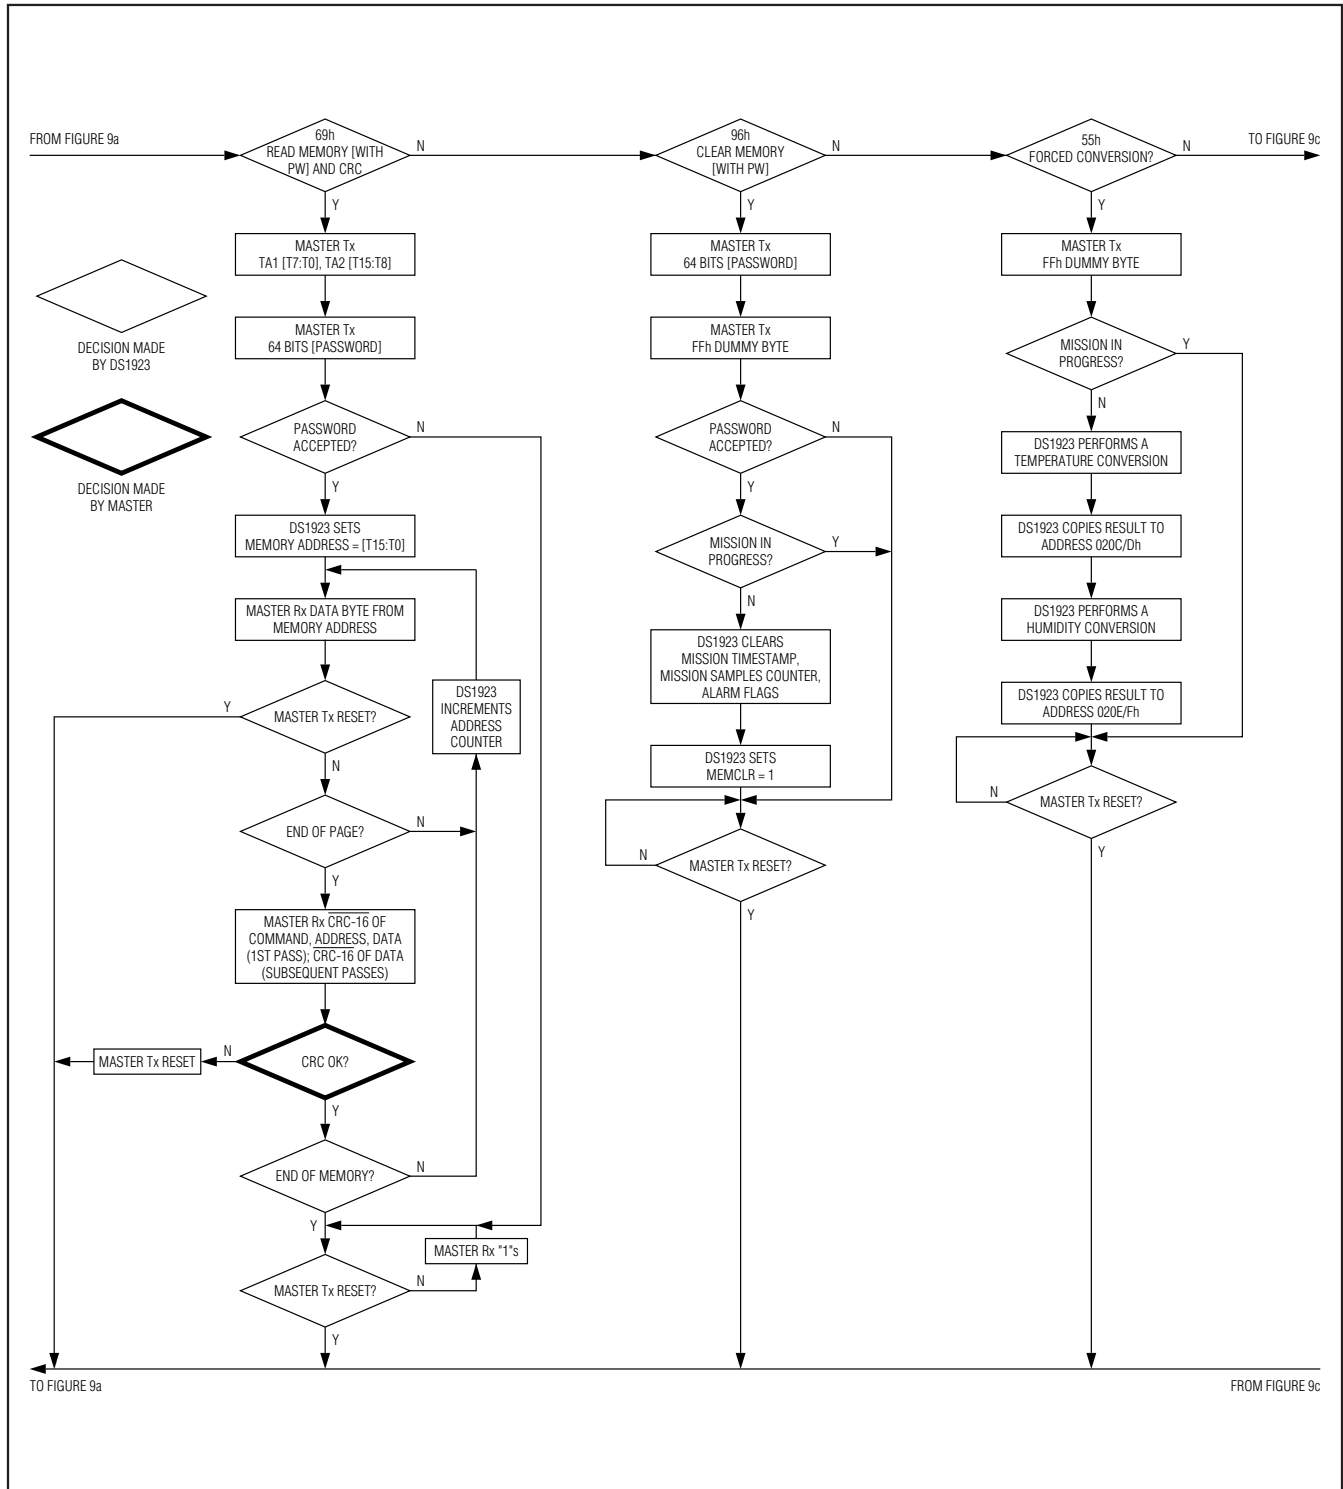 FROM FIGURE 9a
69h
READ MEMORY [WITH
PW] AND CRC
N
Y
MASTER Tx
TA1 [T7:T0], TA2 [T15:T8]
MASTER Tx
64 BITS [PASSWORD]
DECISION MADE
BY DS1923
DECISION MADE
BY MASTER
PASSWORD
ACCEPTED?
N
Y
DS1923 SETS
MEMORY ADDRESS = [T15:T0]
MASTER Rx DATA BYTE FROM
MEMORY ADDRESS
DS1923
INCREMENTS
ADDRESS
COUNTER
Y
MASTER Tx RESET?
N
END OF PAGE?
N
Y
MASTER Rx CRC-16 OF
COMMAND, ADDRESS, DATA
(1ST PASS); CRC-16 OF DATA
(SUBSEQUENT PASSES)
MASTER Tx RESET
N
CRC OK?
Y
END OF MEMORY?
N
Y
MASTER Rx "1"s
MASTER Tx RESET?
N
Y
96h
CLEAR MEMORY
[WITH PW]
N
Y
MASTER Tx
64 BITS [PASSWORD]
MASTER Tx
FFh DUMMY BYTE
PASSWORD
ACCEPTED?
N
Y
MISSION IN
PROGRESS?
Y
N
DS1923 CLEARS
MISSION TIMESTAMP,
MISSION SAMPLES COUNTER,
ALARM FLAGS
DS1923 SETS
MEMCLR = 1
N
MASTER Tx RESET?
Y
55h
FORCED CONVERSION?
N
TO FIGURE 9c
Y
MASTER Tx
FFh DUMMY BYTE
MISSION IN
PROGRESS?
Y
N
DS1923 PERFORMS A
TEMPERATURE CONVERSION
DS1923 COPIES RESULT TO
ADDRESS 020C/Dh
DS1923 PERFORMS A
HUMIDITY CONVERSION
DS1923 COPIES RESULT TO
ADDRESS 020E/Fh
N
MASTER Tx RESET?
Y
TO FIGURE 9a
FROM FIGURE 9c